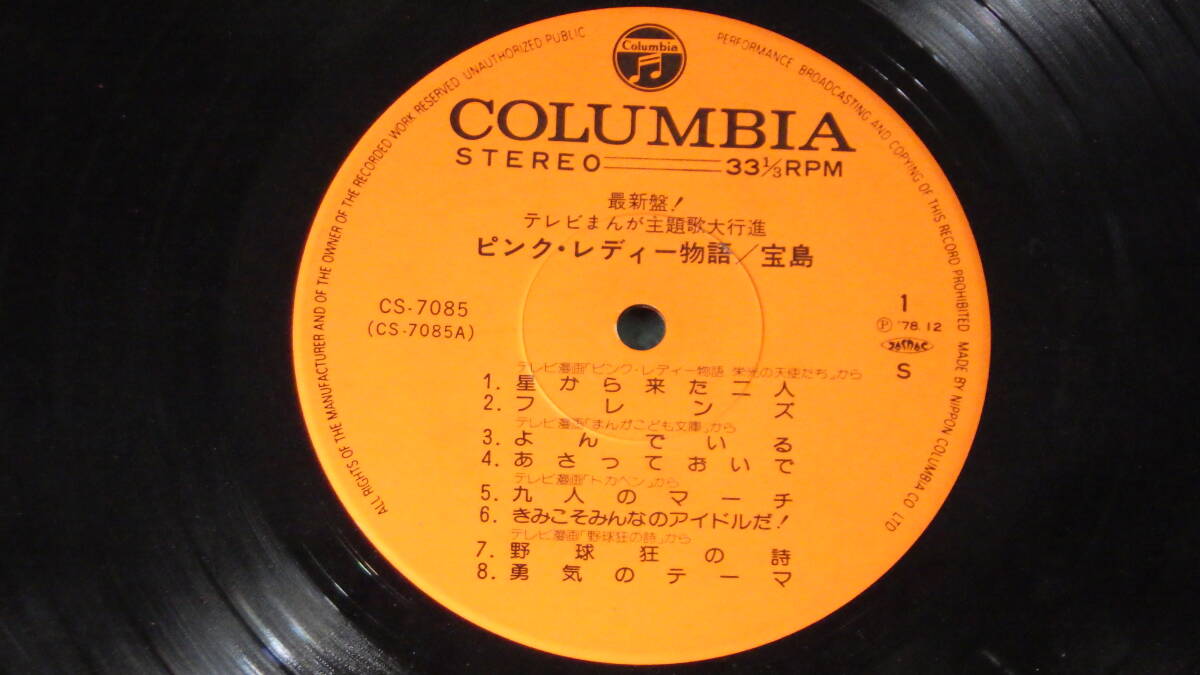 Columbia
ALL RIGHTS OF THE MANUFACTURER AND OF THE OWNER OF THE RECORDED WORK RESERVED UNAUTHORIZED PUBLIC PERFORMANCE BROADCASTING AND COPYING OF THIS RECORD PROHIBITED MADE BY NIPPON COLUMBIA CO LTD
COLUMBIA
STEREO 33⅓RPM
最新盤!
テレビまんが主題歌大行進
ピンク・レディー物語/宝島
CS-7085
(CS-7085A)
1
Ⓟ '78.12
JASRAC
S
テレビ漫画「ピンク・レディー物語 栄光の天使たち」から
1. 星から来た二人
2. フレンズ
テレビ漫画「まんがこども文庫」から
3. よんでいる
4. あさっておいで
テレビ漫画「トカベン」から
5. 九人のマーチ
6. きみこそみんなのアイドルだ!
テレビ漫画「野球狂の詩」から
7. 野球狂の詩
8. 勇気のテーマ